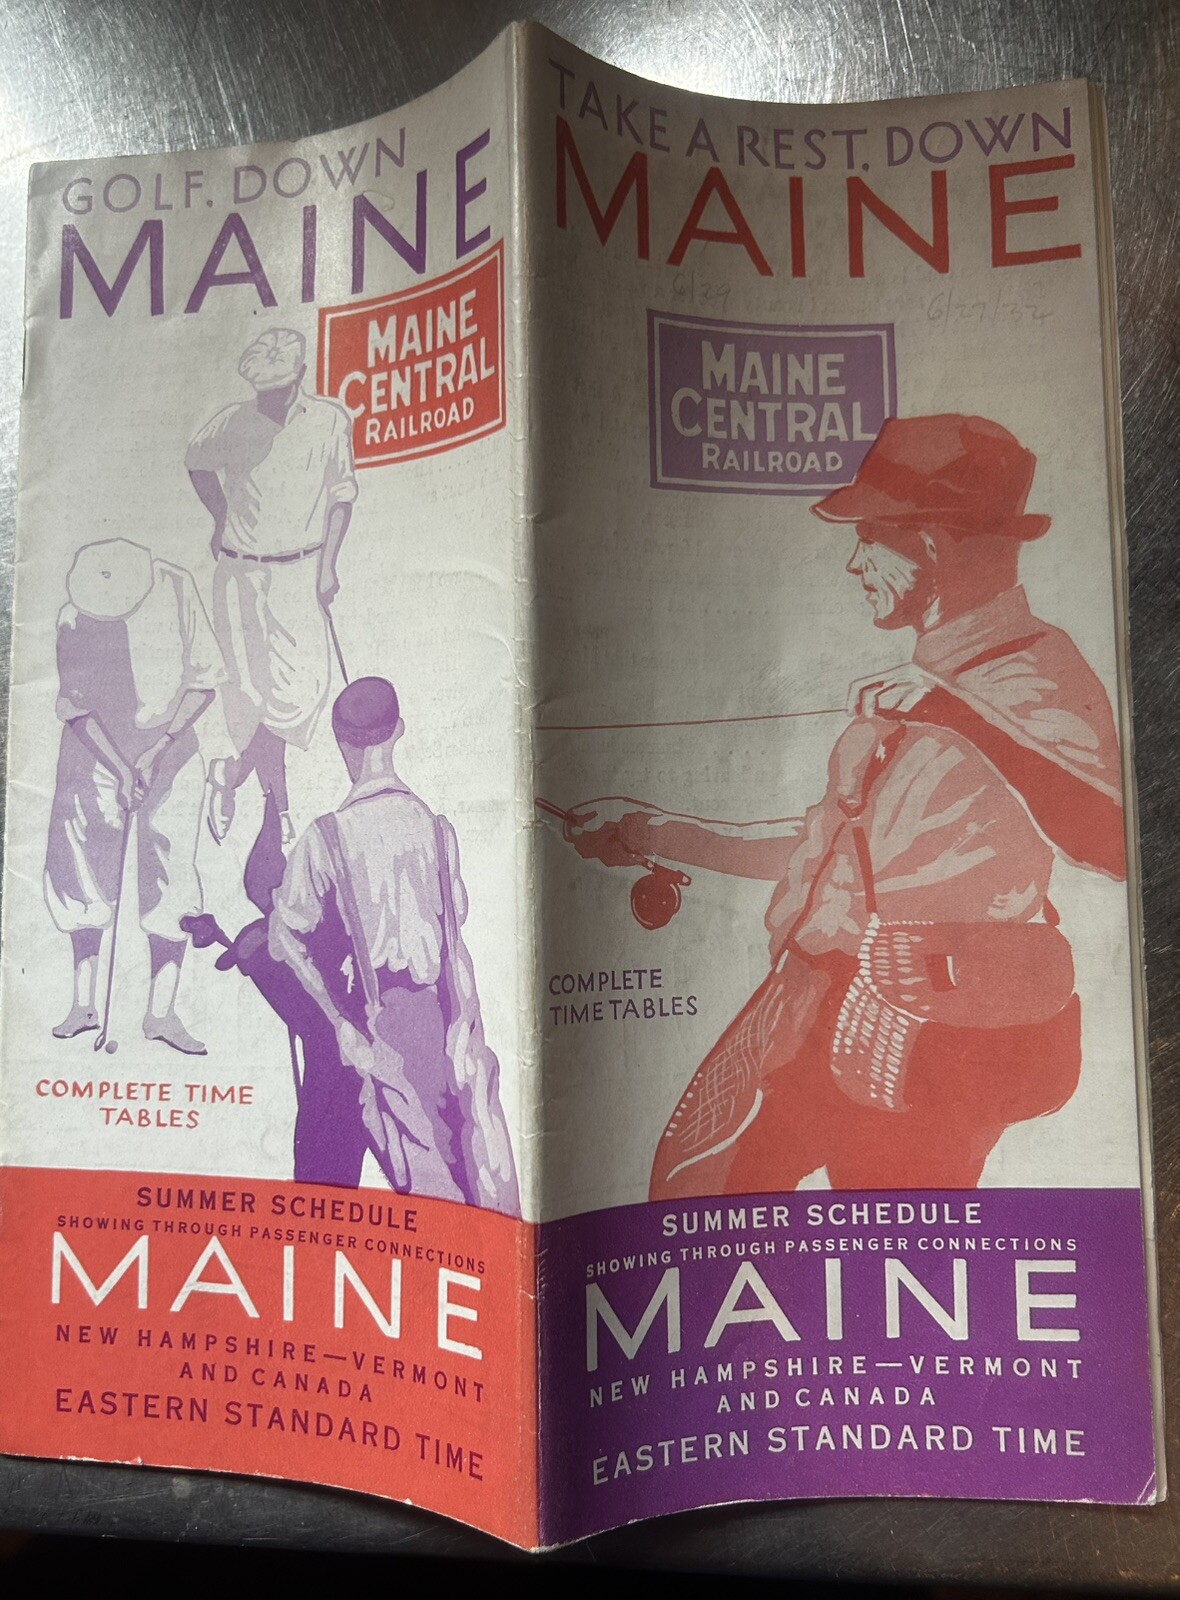 GOLF. DOWN
MAINE
MAINE
CENTRAL
RAILROAD
COMPLETE TIME
TABLES
SUMMER SCHEDULE
SHOWING THROUGH PASSENGER CONNECTIONS
MAINE
NEW HAMPSHIRE—VERMONT
AND CANADA
EASTERN STANDARD TIME
TAKE A REST. DOWN
MAINE
6/27/32
MAINE
CENTRAL
RAILROAD
COMPLETE
TIME TABLES
SUMMER SCHEDULE
SHOWING THROUGH PASSENGER CONNECTIONS
MAINE
NEW HAMPSHIRE—VERMONT
AND CANADA
EASTERN STANDARD TIME